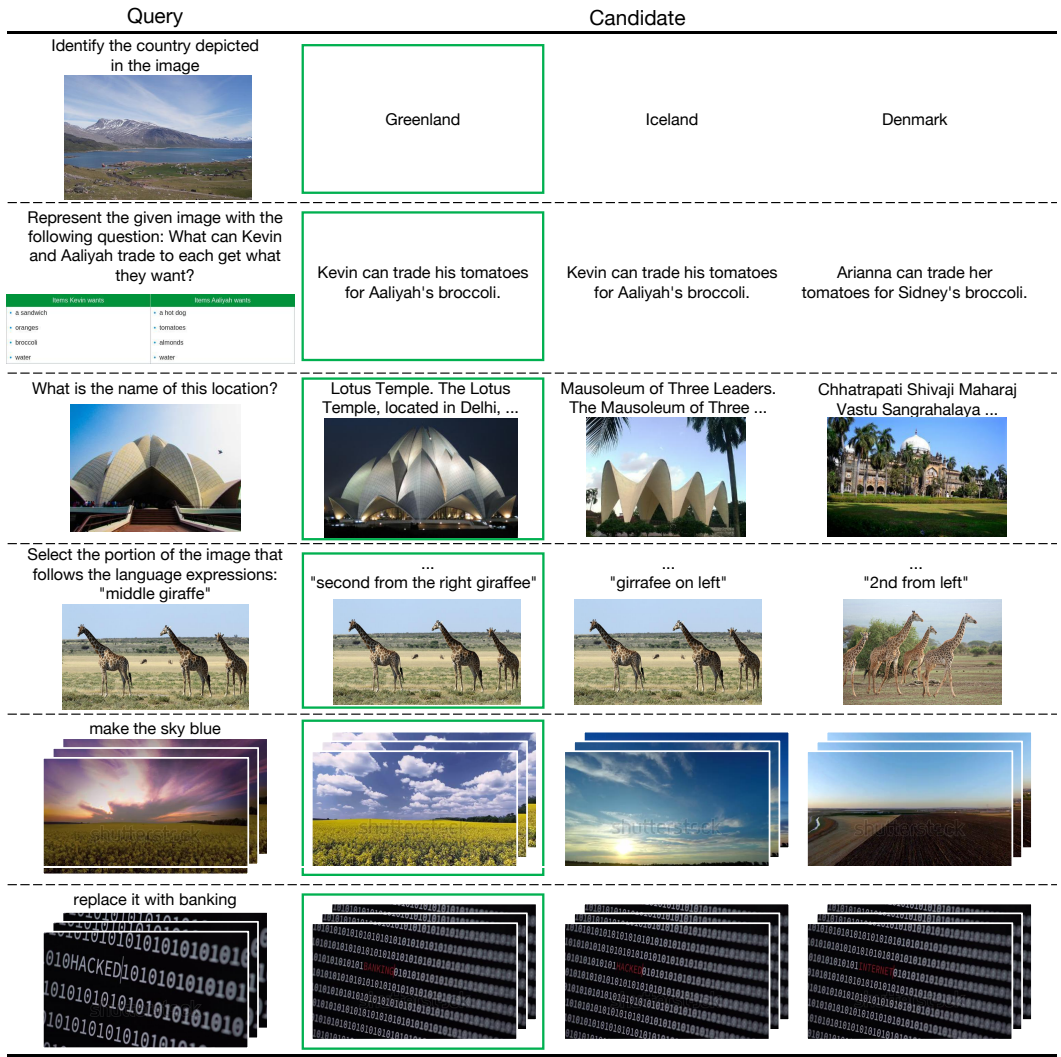 Query
Candidate
Identify the country depicted
in the image
Greenland
Iceland
Denmark
Represent the given image with the
following question: What can Kevin
and Aaliyah trade to each get what
they want?
Items Kevin wants
Items Aaliyah wants
• a sandwich
• a hot dog
• oranges
• tomatoes
• broccoli
• almonds
• water
• water
Kevin can trade his tomatoes
for Aaliyah's broccoli.
Kevin can trade his tomatoes
for Aaliyah's broccoli.
Arianna can trade her
tomatoes for Sidney's broccoli.
What is the name of this location?
Lotus Temple. The Lotus
Temple, located in Delhi, ...
Mausoleum of Three Leaders.
The Mausoleum of Three ...
Chhatrapati Shivaji Maharaj
Vastu Sangrahalaya ...
Select the portion of the image that
follows the language expressions:
"middle giraffe"
...
"second from the right giraffee"
...
"girrafee on left"
...
"2nd from left"
make the sky blue
shutterstock
shutterstock
shutterstock
shutterstock
replace it with banking
HACKED
BANKING
HACKED
INTERNET